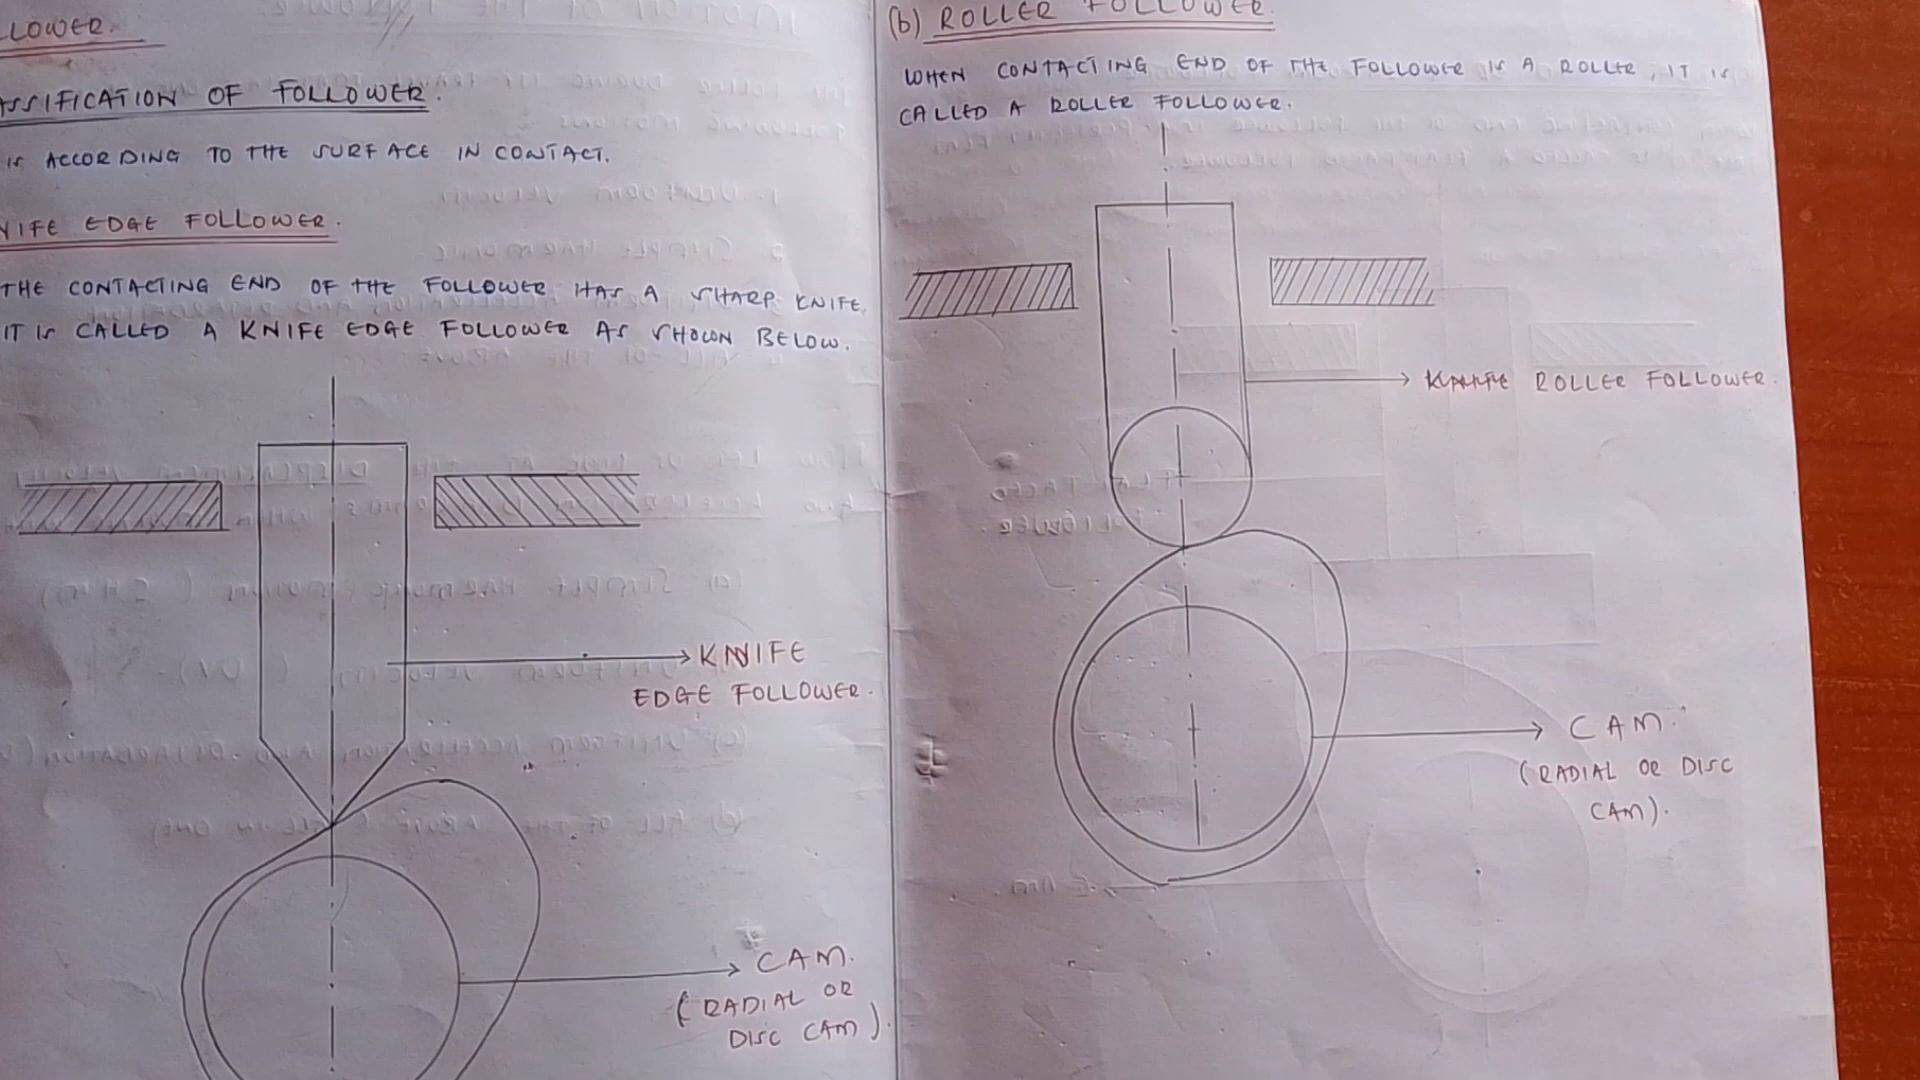 LOWER.
ASSIFICATION OF FOLLOWER.
IS ACCORDING TO THE SURFACE IN CONTACT.
NIFE EDGE FOLLOWER.
THE CONTACTING END OF THE FOLLOWER HAS A SHARP KNIFE,
IT IS CALLED A KNIFE EDGE FOLLOWER AS SHOWN BELOW.
KNIFE
EDGE FOLLOWER.
CAM.
(RADIAL OR
DISC CAM).
(b) ROLLER FOLLOWER.
WHEN CONTACTING END OF THE FOLLOWER IS A ROLLER, IT IS
CALLED A ROLLER FOLLOWER.
ROLLER FOLLOWER.
CAM.
(RADIAL OR DISC
CAM).